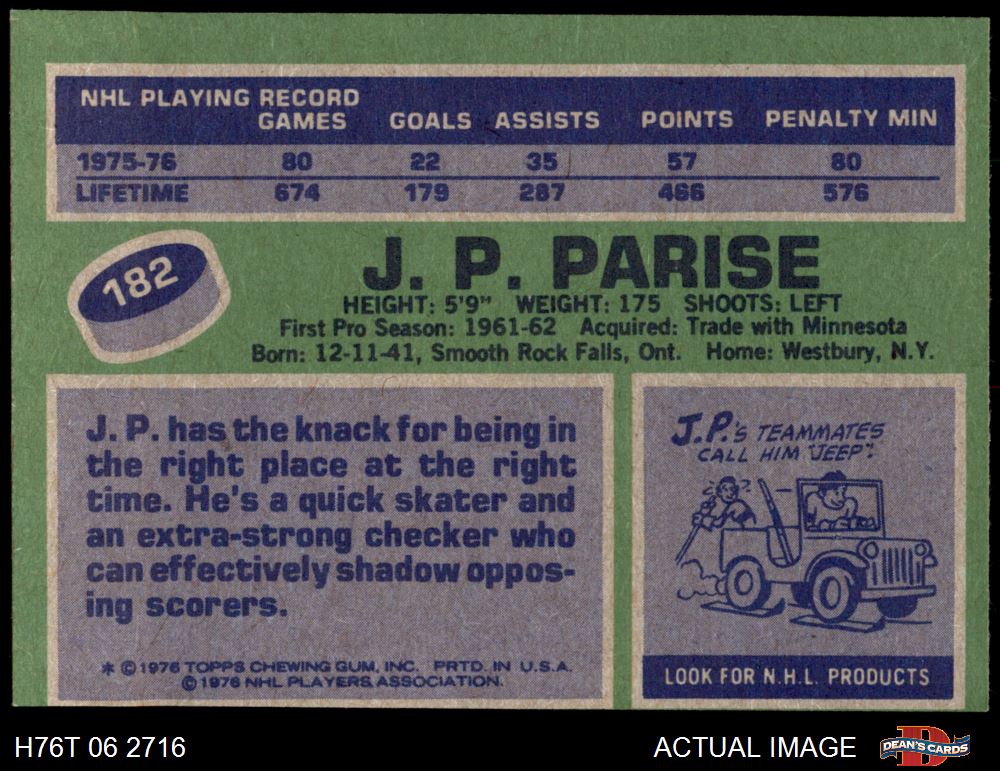 NHL PLAYING RECORD
GAMES GOALS ASSISTS POINTS PENALTY MIN
1975-76 80 22 35 57 80
LIFETIME 674 179 287 466 576
182
J. P. PARISE
HEIGHT: 5'9" WEIGHT: 175 SHOOTS: LEFT
First Pro Season: 1961-62 Acquired: Trade with Minnesota
Born: 12-11-41, Smooth Rock Falls, Ont. Home: Westbury, N.Y.
J. P. has the knack for being in
the right place at the right
time. He's a quick skater and
an extra-strong checker who
can effectively shadow oppos-
ing scorers.
* © 1976 TOPPS CHEWING GUM, INC. PRTD. IN U.S.A.
© 1976 NHL PLAYERS ASSOCIATION.
J.P.'S TEAMMATES
CALL HIM "JEEP".
LOOK FOR N.H.L. PRODUCTS
H76T 06 2716
ACTUAL IMAGE
D
DEAN'S CARDS